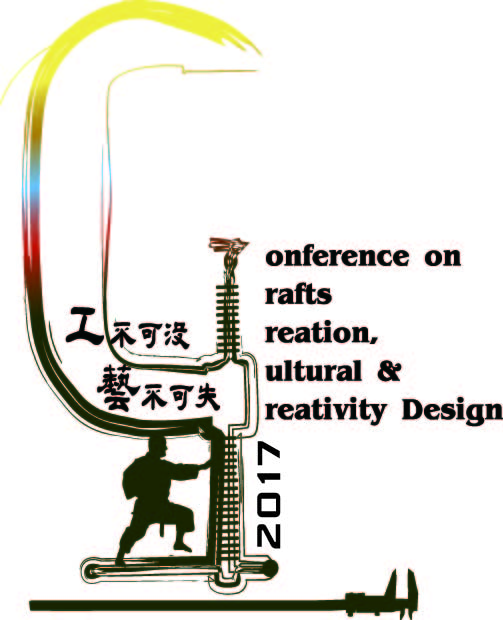 工不可沒
藝不可失
onference on
rafts
reation,
ultural &
reativity Design
2017